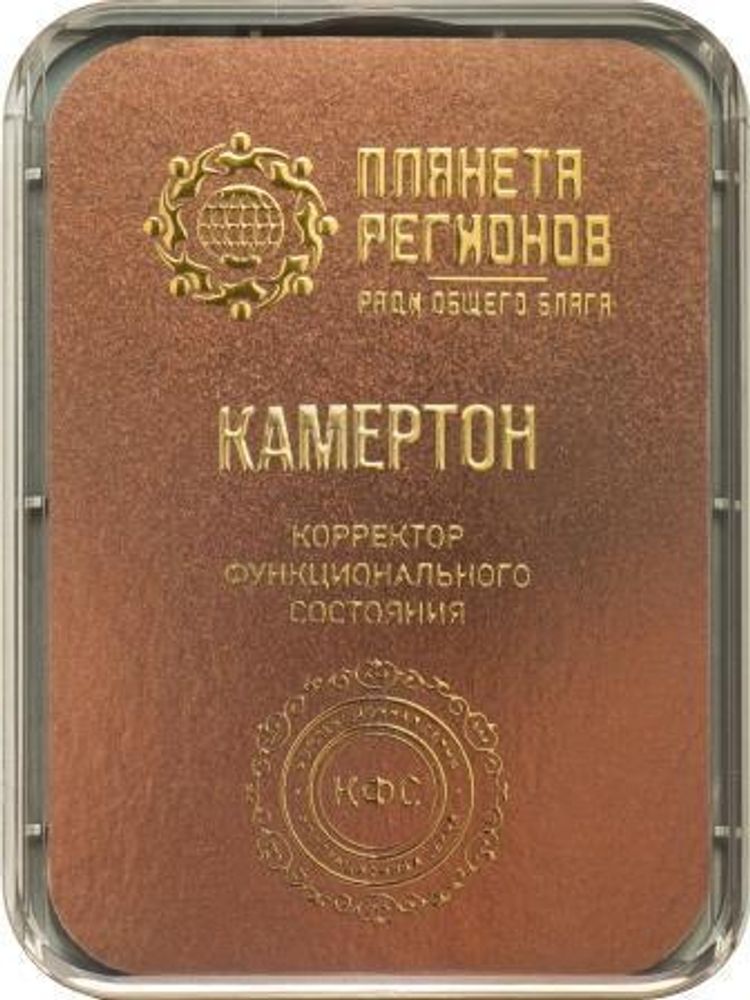 ПЛАНЕТА
РЕГИОНОВ
РАДИ ОБЩЕГО БЛАГА
КАМЕРТОН
КОРРЕКТОР
ФУНКЦИОНАЛЬНОГО
СОСТОЯНИЯ
КФС